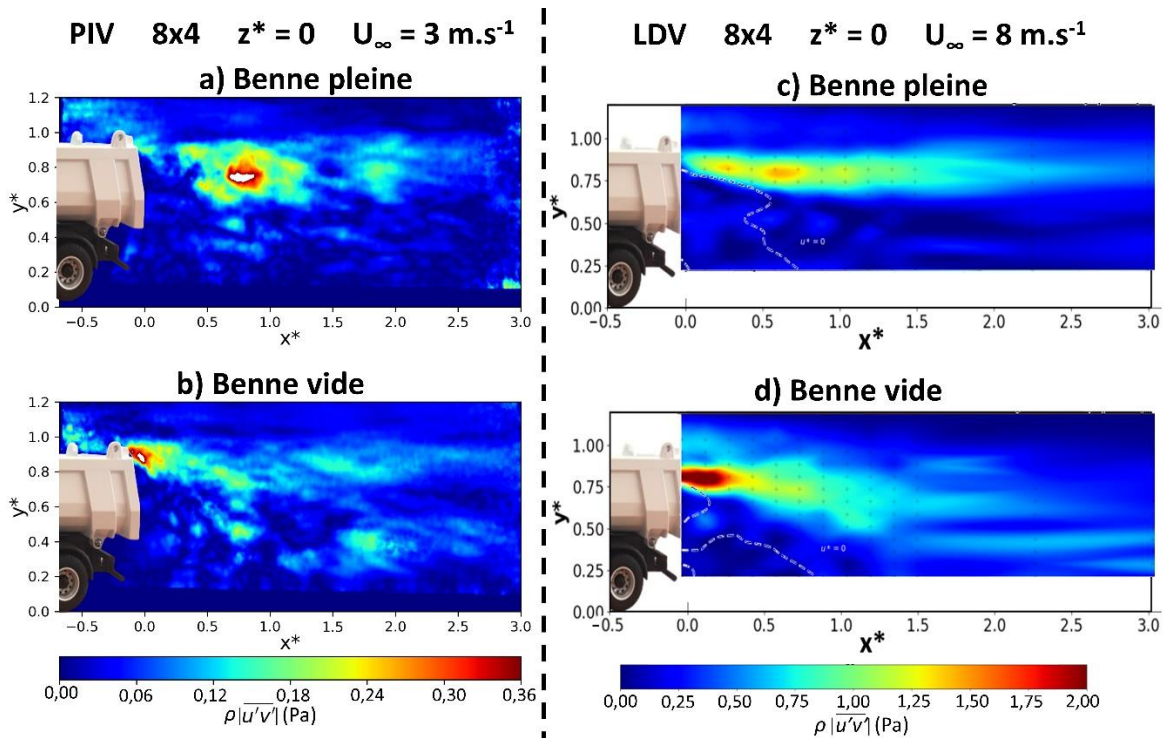 PIV 8x4 z* = 0 U∞ = 3 m.s⁻¹
a) Benne pleine
1.2
1.0
0.8
0.6
0.4
0.2
0.0
y*
−0.5 0.0 0.5 1.0 1.5 2.0 2.5 3.0
x*
b) Benne vide
1.2
1.0
0.8
0.6
0.4
0.2
0.0
y*
−0.5 0.0 0.5 1.0 1.5 2.0 2.5 3.0
x*
0,00 0,06 0,12 0,18 0,24 0,30 0,36
ρ|u'v'| (Pa)
LDV 8x4 z* = 0 U∞ = 8 m.s⁻¹
c) Benne pleine
1.00
0.75
0.50
0.25
0.00
y*
u* = 0
−0.5 0.0 0.5 1.0 1.5 2.0 2.5 3.0
x*
d) Benne vide
1.00
0.75
0.50
0.25
0.00
y*
u* = 0
−0.5 0.0 0.5 1.0 1.5 2.0 2.5 3.0
x*
0,00 0,25 0,50 0,75 1,00 1,25 1,50 1,75 2,00
ρ|u'v'| (Pa)